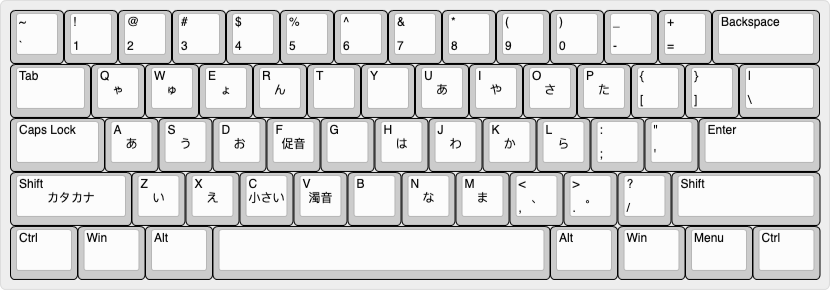 ~ ! @ # $ % ^ & * ( ) _ + Backspace
` 1 2 3 4 5 6 7 8 9 0 - =
Tab Q W E R T Y U I O P { } |
ゃ ゅ ょ ん あ や さ た [ ] \
Caps Lock A S D F G H J K L : " Enter
あ う お 促音 は わ か ら ; '
Shift Z X C V B N M < > ? Shift
カタカナ い え 小さい 濁音 な ま , 、 . 。 /
Ctrl Win Alt Alt Win Menu Ctrl